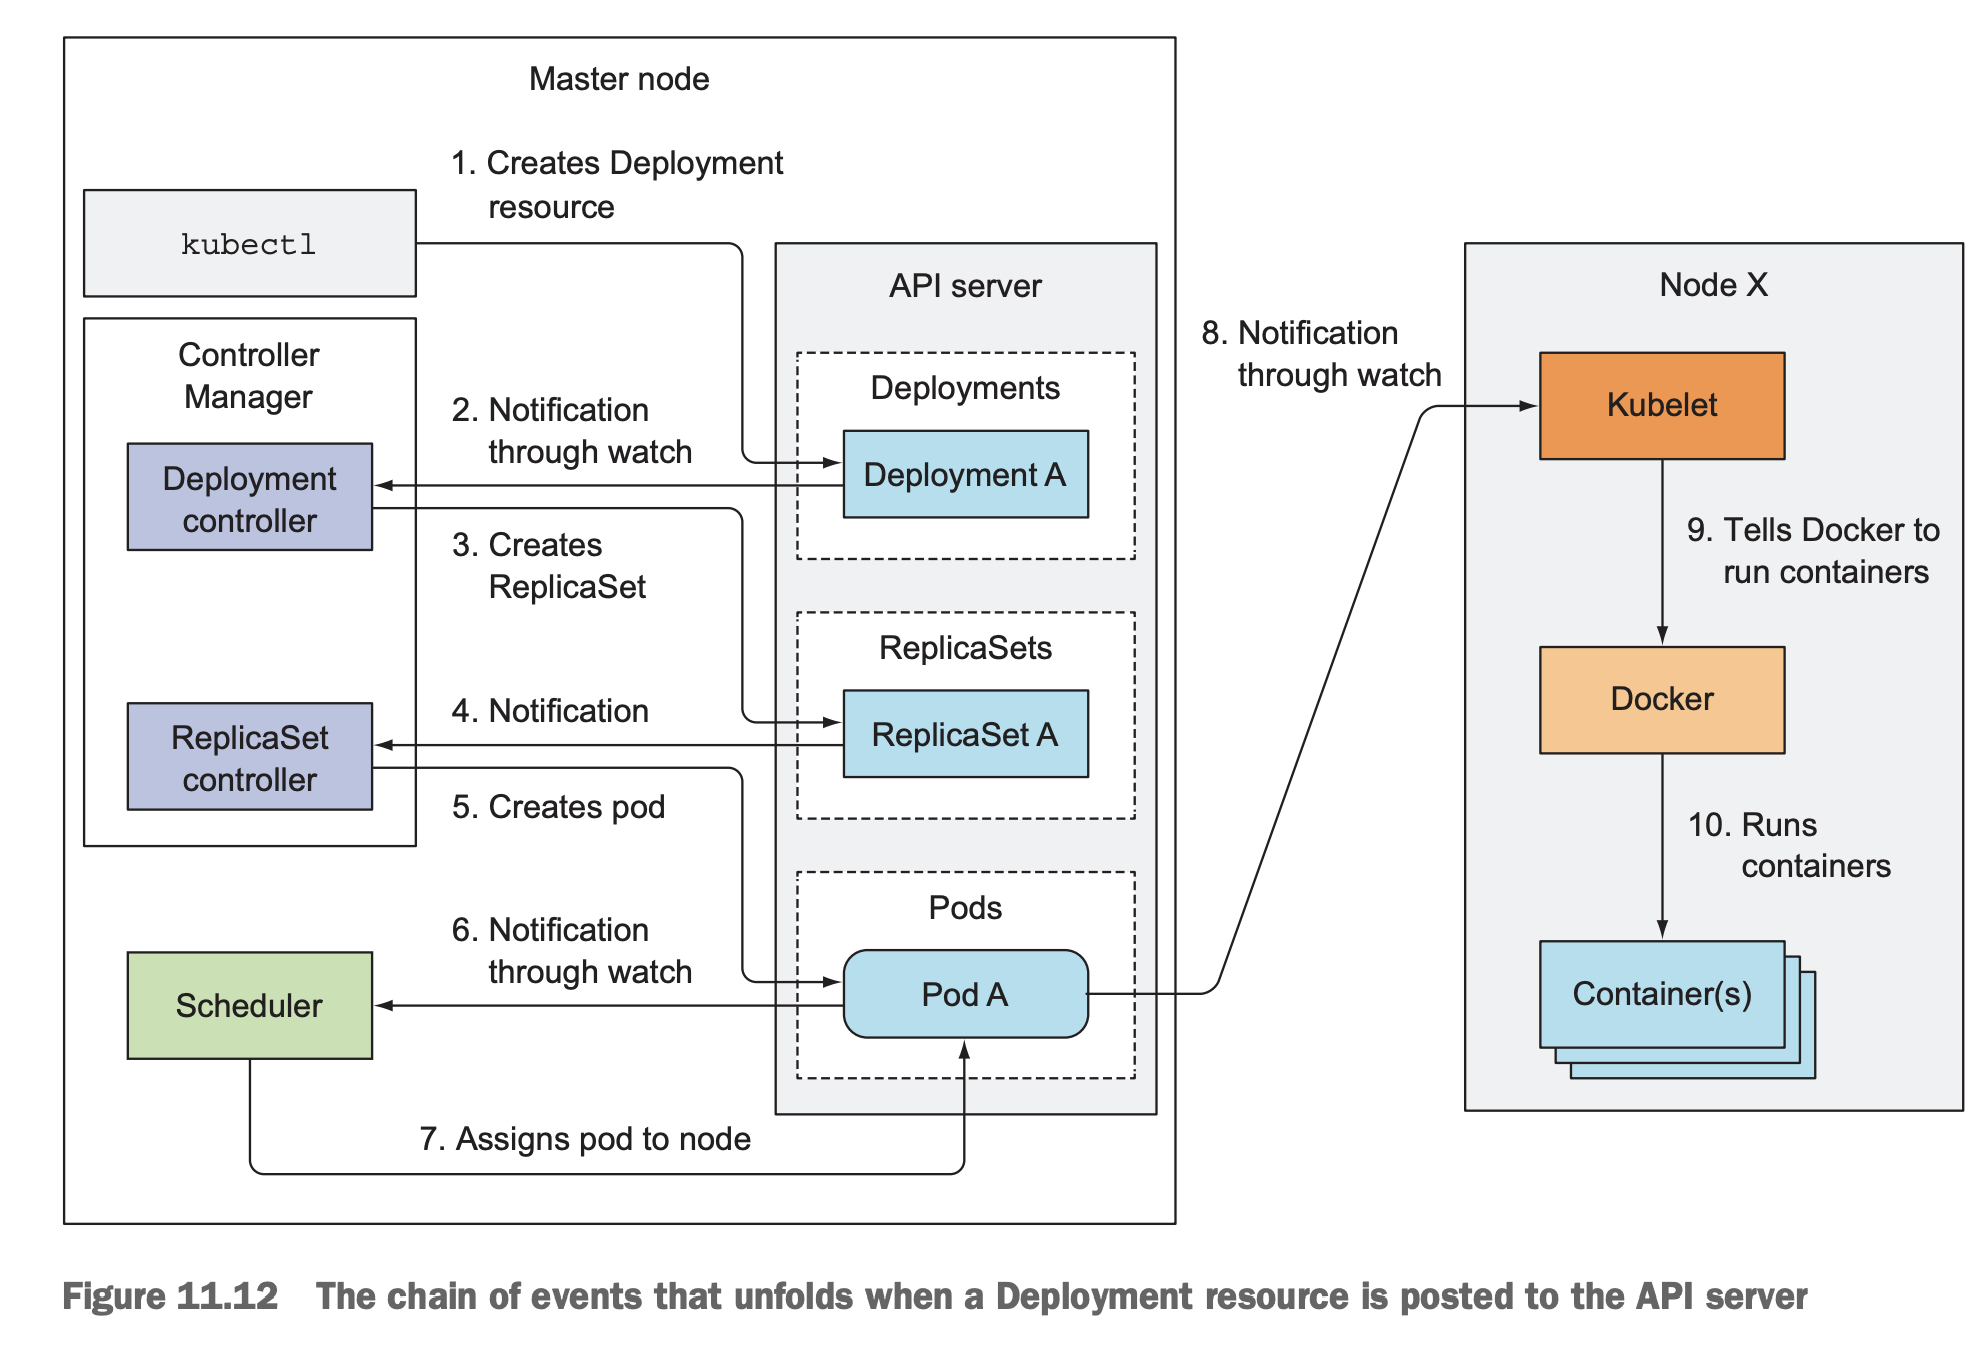 Master node
1. Creates Deployment
resource
kubectl
API server
Controller
Manager
Deployments
2. Notification
through watch
Deployment A
Deployment
controller
3. Creates
ReplicaSet
ReplicaSets
4. Notification
ReplicaSet A
ReplicaSet
controller
5. Creates pod
Pods
6. Notification
through watch
Pod A
Scheduler
7. Assigns pod to node
8. Notification
through watch
Node X
Kubelet
9. Tells Docker to
run containers
Docker
10. Runs
containers
Container(s)
Figure 11.12 The chain of events that unfolds when a Deployment resource is posted to the API server